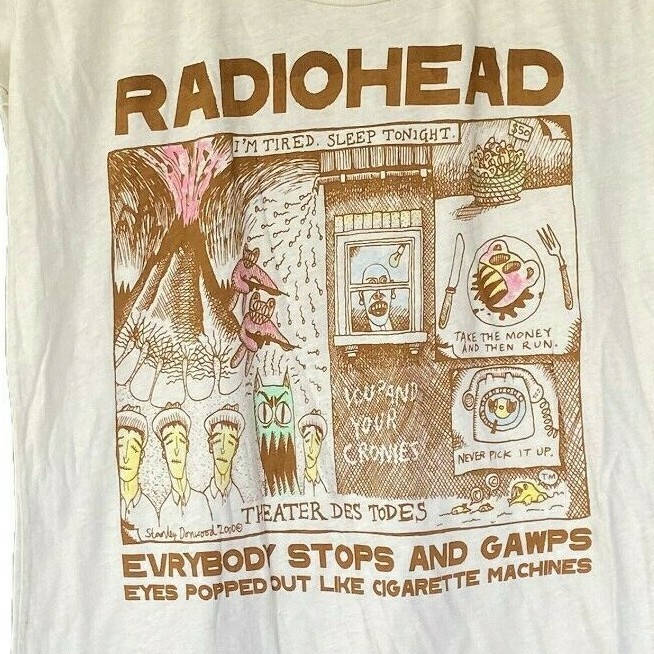 RADIOHEAD
I'M TIRED. SLEEP TONIGHT.
$50
TAKE THE MONEY
AND THEN RUN.
YOU AND
YOUR
CRONIES
NEVER PICK IT UP.
©
TM
THEATER DES TODES
Stanley Donwood 2000©
EVRYBODY STOPS AND GAWPS
EYES POPPED OUT LIKE CIGARETTE MACHINES